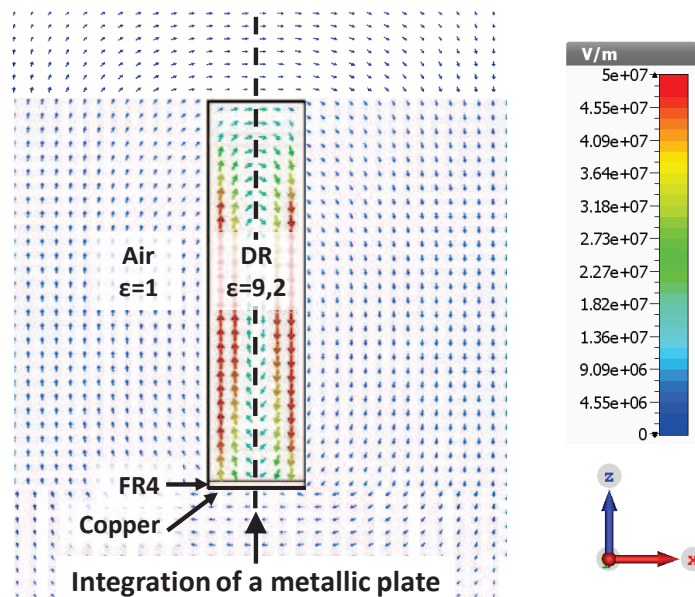 V/m
5e+07
4.55e+07
4.09e+07
3.64e+07
3.18e+07
2.73e+07
2.27e+07
1.82e+07
1.36e+07
9.09e+06
4.55e+06
0
Air
ε=1
DR
ε=9,2
FR4
Copper
Integration of a metallic plate
z
x